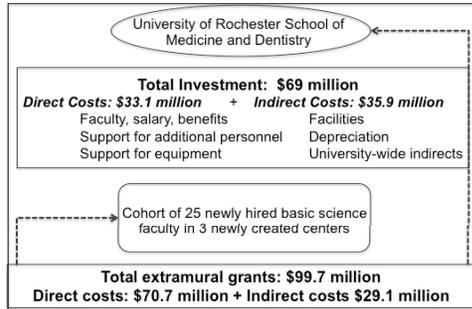 University of Rochester School of
Medicine and Dentistry
Total Investment: $69 million
Direct Costs: $33.1 million + Indirect Costs: $35.9 million
Faculty, salary, benefits Facilities
Support for additional personnel Depreciation
Support for equipment University-wide indirects
Cohort of 25 newly hired basic science
faculty in 3 newly created centers
Total extramural grants: $99.7 million
Direct costs: $70.7 million + Indirect costs $29.1 million